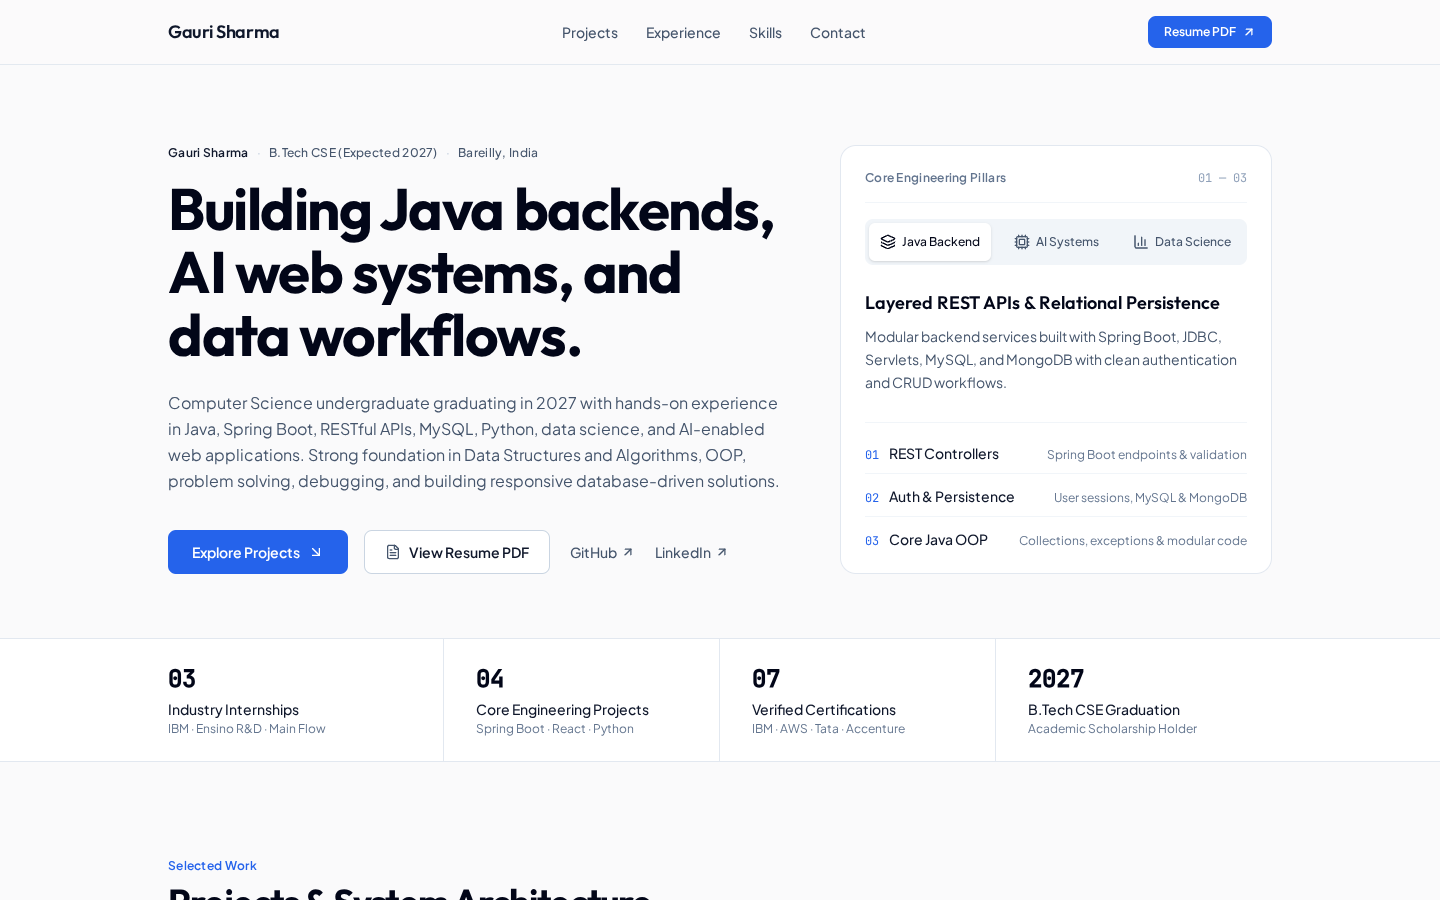 Gauri Sharma
Projects
Experience
Skills
Contact
Resume PDF
Gauri Sharma · B.Tech CSE (Expected 2027) · Bareilly, India
Building Java backends,
AI web systems, and
data workflows.
Computer Science undergraduate graduating in 2027 with hands-on experience
in Java, Spring Boot, RESTful APIs, MySQL, Python, data science, and AI-enabled
web applications. Strong foundation in Data Structures and Algorithms, OOP,
problem solving, debugging, and building responsive database-driven solutions.
Explore Projects
View Resume PDF
GitHub
LinkedIn
Core Engineering Pillars
01 — 03
Java Backend
AI Systems
Data Science
Layered REST APIs & Relational Persistence
Modular backend services built with Spring Boot, JDBC,
Servlets, MySQL, and MongoDB with clean authentication
and CRUD workflows.
01 REST Controllers Spring Boot endpoints & validation
02 Auth & Persistence User sessions, MySQL & MongoDB
03 Core Java OOP Collections, exceptions & modular code
03
Industry Internships
IBM · Ensino R&D · Main Flow
04
Core Engineering Projects
Spring Boot · React · Python
07
Verified Certifications
IBM · AWS · Tata · Accenture
2027
B.Tech CSE Graduation
Academic Scholarship Holder
Selected Work
Projects & System Architecture